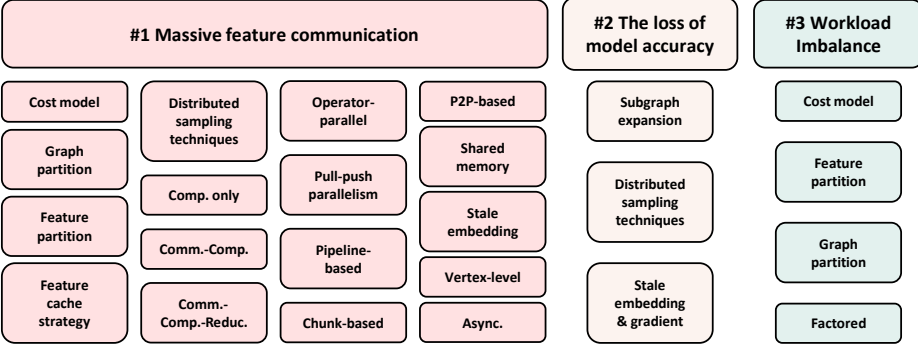 #1 Massive feature communication
#2 The loss of
model accuracy
#3 Workload
Imbalance
Cost model
Graph
partition
Feature
partition
Feature
cache
strategy
Distributed
sampling
techniques
Comp. only
Comm.-Comp.
Comm.-
Comp.-Reduc.
Operator-
parallel
Pull-push
parallelism
Pipeline-
based
Chunk-based
P2P-based
Shared
memory
Stale
embedding
Vertex-level
Async.
Subgraph
expansion
Distributed
sampling
techniques
Stale
embedding
& gradient
Cost model
Feature
partition
Graph
partition
Factored